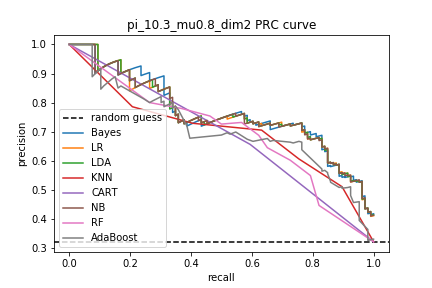 pi_10.3_mu0.8_dim2 PRC curve
precision
1.0
0.9
0.8
0.7
0.6
0.5
0.4
0.3
random guess
Bayes
LR
LDA
KNN
CART
NB
RF
AdaBoost
0.0 0.2 0.4 0.6 0.8 1.0
recall